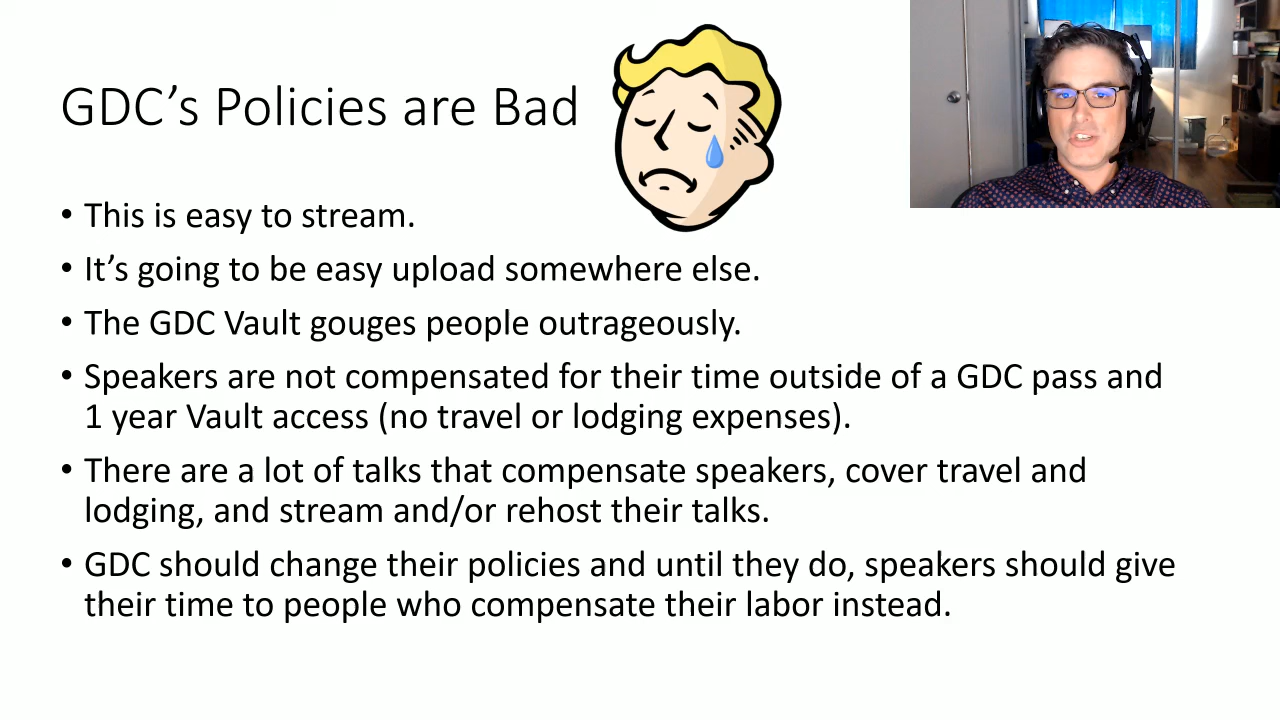 GDC’s Policies are Bad
• This is easy to stream.
• It’s going to be easy upload somewhere else.
• The GDC Vault gouges people outrageously.
• Speakers are not compensated for their time outside of a GDC pass and
1 year Vault access (no travel or lodging expenses).
• There are a lot of talks that compensate speakers, cover travel and
lodging, and stream and/or rehost their talks.
• GDC should change their policies and until they do, speakers should give
their time to people who compensate their labor instead.